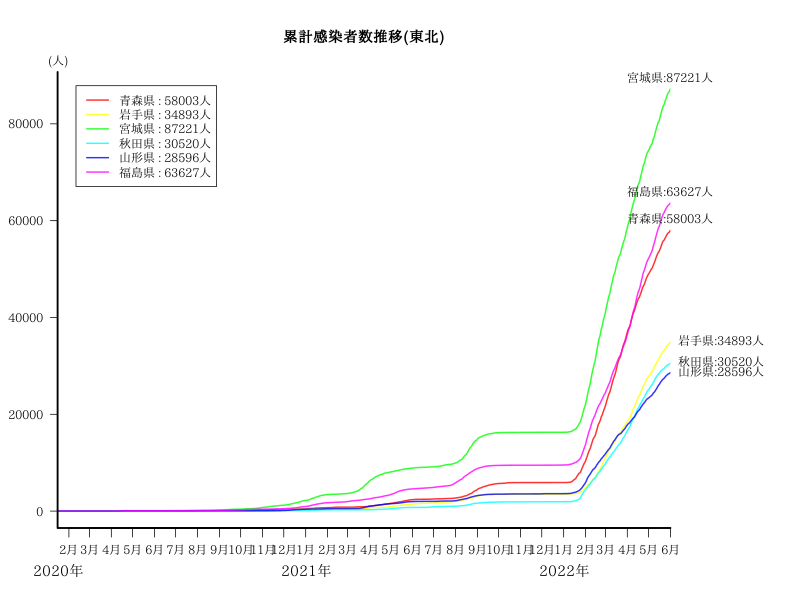 累計感染者数推移(東北)
(人)
宮城県:87221人
青森県 : 58003人
岩手県 : 34893人
宮城県 : 87221人
秋田県 : 30520人
山形県 : 28596人
福島県 : 63627人
80000
福島県:63627人
青森県:58003人
60000
40000
岩手県:34893人
秋田県:30520人
山形県:28596人
20000
0
2月 3月 4月 5月 6月 7月 8月 9月 10月 11月 12月 1月 2月 3月 4月 5月 6月 7月 8月 9月 10月 11月 12月 1月 2月 3月 4月 5月 6月
2020年 2021年 2022年